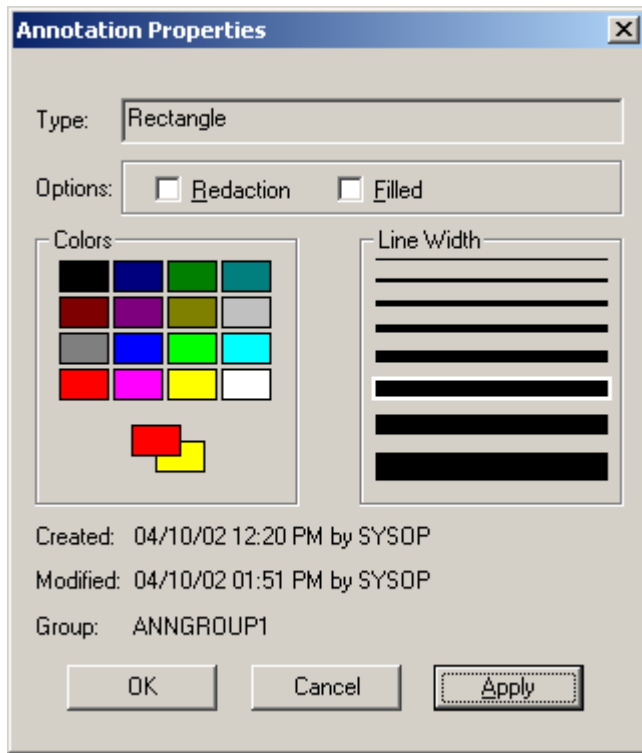 Annotation Properties
Type: Rectangle
Options: Redaction Filled
Colors Line Width
Created: 04/10/02 12:20 PM by SYSOP
Modified: 04/10/02 01:51 PM by SYSOP
Group: ANNGROUP1
OK Cancel Apply